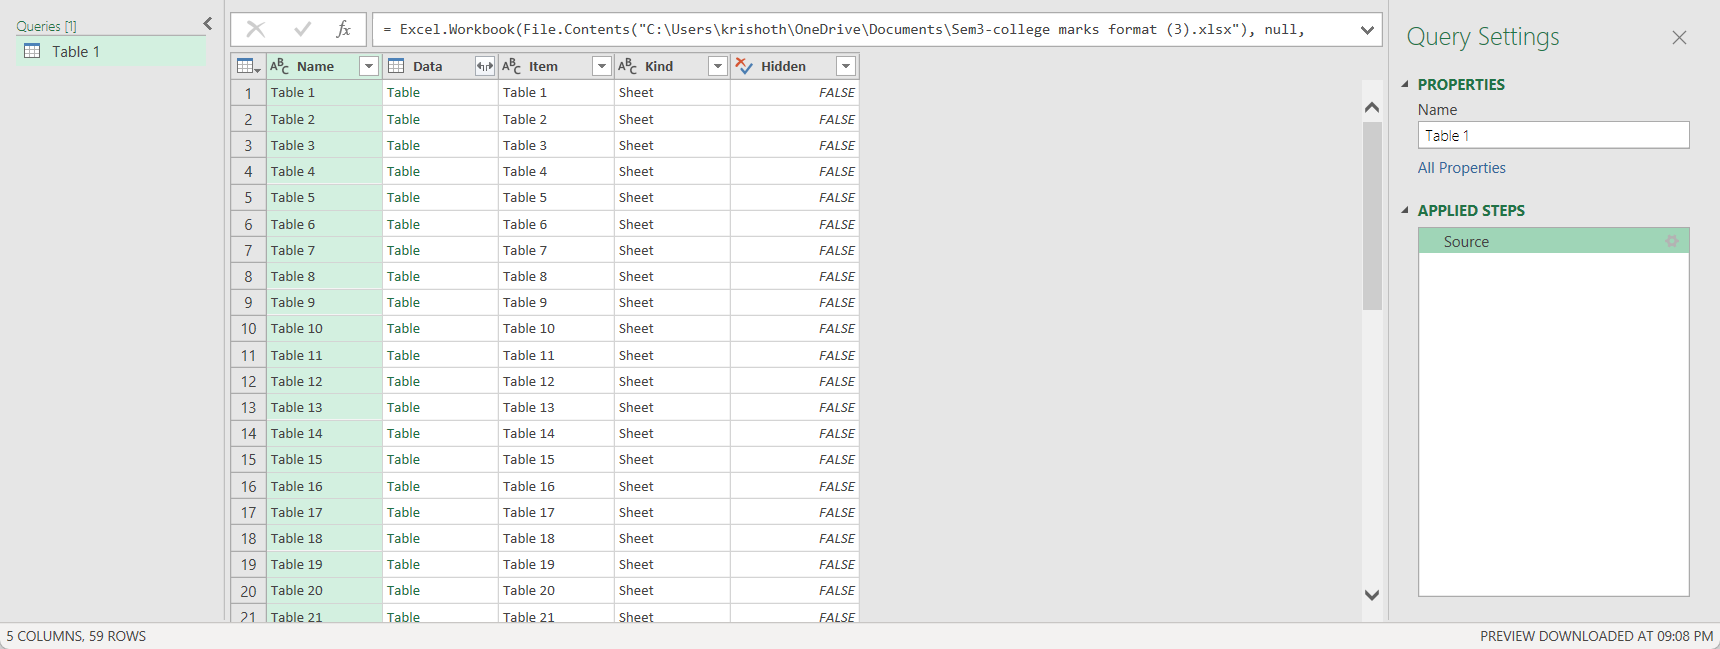 Queries [1]
Table 1
fx
= Excel.Workbook(File.Contents("C:\Users\krishoth\OneDrive\Documents\Sem3-college marks format (3).xlsx"), null,
ABC Name Data ABC Item ABC Kind Hidden
1 Table 1 Table Table 1 Sheet FALSE
2 Table 2 Table Table 2 Sheet FALSE
3 Table 3 Table Table 3 Sheet FALSE
4 Table 4 Table Table 4 Sheet FALSE
5 Table 5 Table Table 5 Sheet FALSE
6 Table 6 Table Table 6 Sheet FALSE
7 Table 7 Table Table 7 Sheet FALSE
8 Table 8 Table Table 8 Sheet FALSE
9 Table 9 Table Table 9 Sheet FALSE
10 Table 10 Table Table 10 Sheet FALSE
11 Table 11 Table Table 11 Sheet FALSE
12 Table 12 Table Table 12 Sheet FALSE
13 Table 13 Table Table 13 Sheet FALSE
14 Table 14 Table Table 14 Sheet FALSE
15 Table 15 Table Table 15 Sheet FALSE
16 Table 16 Table Table 16 Sheet FALSE
17 Table 17 Table Table 17 Sheet FALSE
18 Table 18 Table Table 18 Sheet FALSE
19 Table 19 Table Table 19 Sheet FALSE
20 Table 20 Table Table 20 Sheet FALSE
21 Table 21 Table Table 21 Sheet FALSE
Query Settings
PROPERTIES
Name
Table 1
All Properties
APPLIED STEPS
Source
5 COLUMNS, 59 ROWS
PREVIEW DOWNLOADED AT 09:08 PM